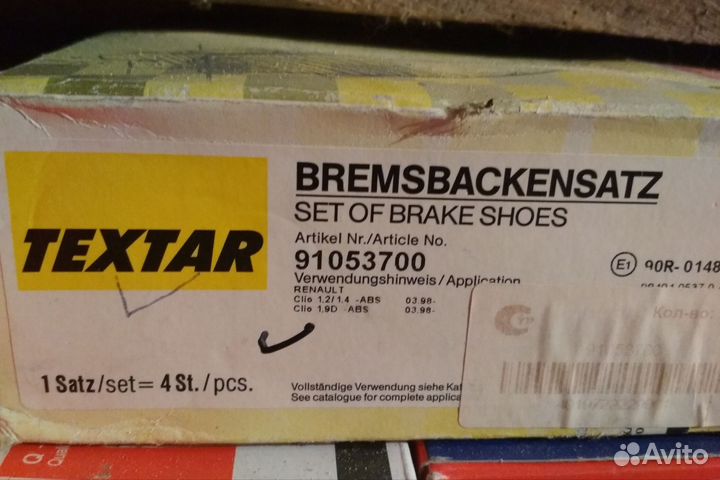 TEXTAR
BREMSBACKENSATZ
SET OF BRAKE SHOES
Artikel Nr./Article No.
91053700
Verwendungshinweis/Application
RENAULT
Clio 1.2/1.4 -ABS 03.98-
Clio 1.9D -ABS 03.98-
E1 90R-0148
Кол-во:
1 Satz/set= 4 St./pcs.
Vollständige Verwendung siehe Kat
See catalogue for complete applica
Avito